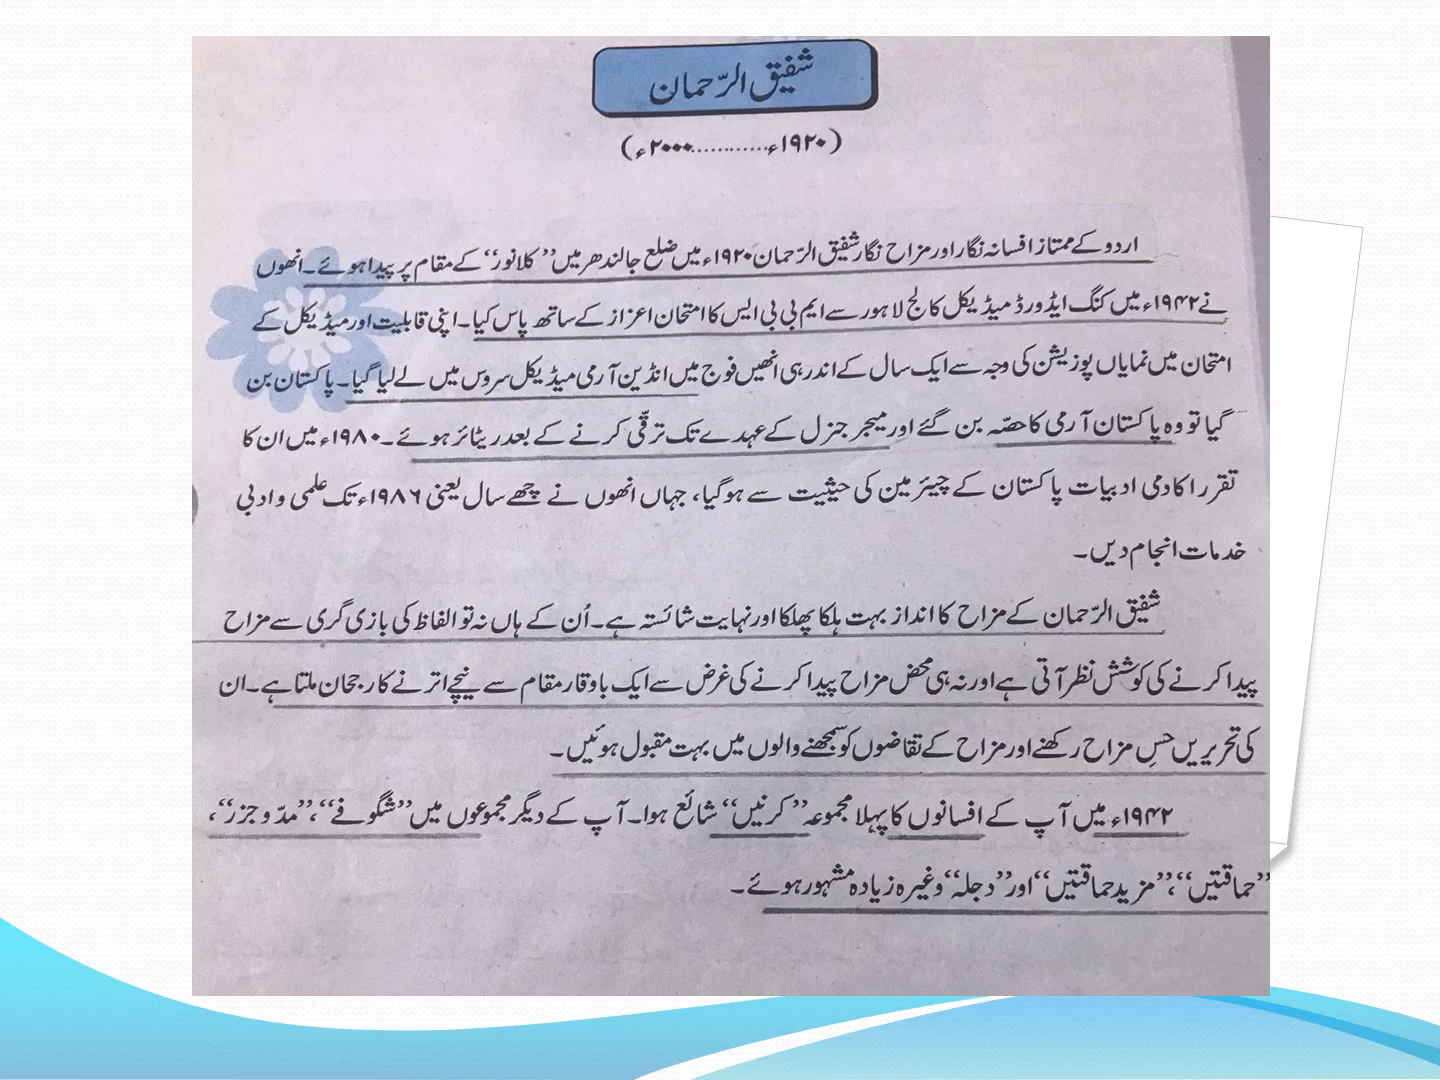 شفیق الرّحمان
(۱۹۲۰ء............۲۰۰۰ء)
اردو کے ممتاز افسانہ نگار اور مزاح نگار شفیق الرّحمان ۱۹۲۰ء میں ضلع جالندھر میں ”کلانور“ کے مقام پر پیدا ہوئے۔ انھوں
نے ۱۹۴۲ء میں کنگ ایڈورڈ میڈیکل کالج لاہور سے ایم بی بی ایس کا امتحان اعزاز کے ساتھ پاس کیا۔ اپنی قابلیت اور میڈیکل کے
امتحان میں نمایاں پوزیشن کی وجہ سے ایک سال کے اندر ہی انھیں فوج میں انڈین آرمی میڈیکل سروس میں لے لیا گیا۔ پاکستان بن
گیا تو وہ پاکستان آرمی کا حصّہ بن گئے اور میجر جنرل کے عہدے تک ترقّی کرنے کے بعد ریٹائر ہوئے۔ ۱۹۸۰ء میں ان کا
تقرر اکادمی ادبیات پاکستان کے چیئرمین کی حیثیت سے ہوگیا، جہاں انھوں نے چھے سال یعنی ۱۹۸۶ء تک علمی و ادبی
خدمات انجام دیں۔
شفیق الرّحمان کے مزاح کا انداز بہت ہلکا پھلکا اور نہایت شائستہ ہے۔ اُن کے ہاں نہ تو الفاظ کی بازی گری سے مزاح
پیدا کرنے کی کوشش نظر آتی ہے اور نہ ہی محض مزاح پیدا کرنے کی غرض سے ایک باوقار مقام سے نیچے اترنے کا رجحان ملتا ہے۔ ان
کی تحریریں حسِ مزاح رکھنے اور مزاح کے تقاضوں کو سمجھنے والوں میں بہت مقبول ہوئیں۔
۱۹۴۲ء میں آپ کے افسانوں کا پہلا مجموعہ ”کرنیں“ شائع ہوا۔ آپ کے دیگر مجموعوں میں ”شگوفے“، ”مدّ و جزر“،
”حماقتیں“، ”مزید حماقتیں“ اور ”دجلہ“ وغیرہ زیادہ مشہور ہوئے۔